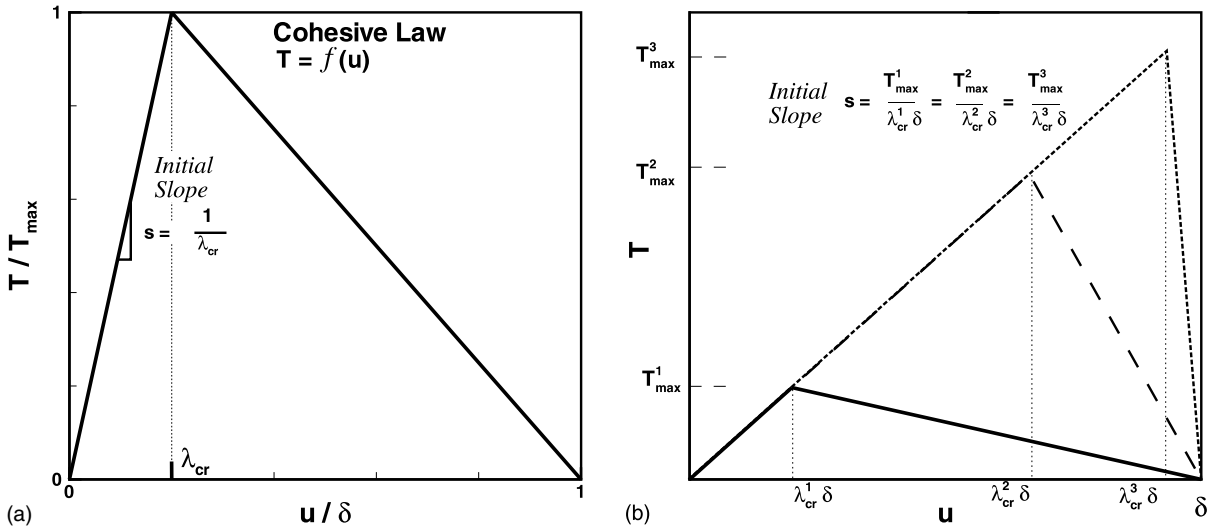 1
Cohesive Law
T = f(u)
Initial
Slope
s = 1 / λcr
T / Tmax
λcr
0
0
1
u / δ
(a)
T³max
Initial
Slope
s = T¹max / λ¹cr δ = T²max / λ²cr δ = T³max / λ³cr δ
T²max
T
T¹max
λ¹cr δ
λ²cr δ
λ³cr δ
δ
u
(b)